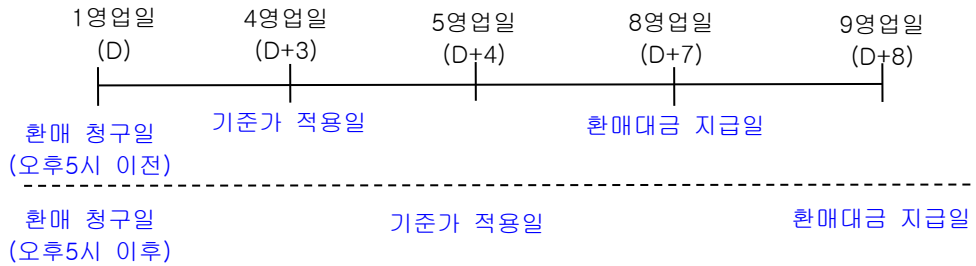 1영업일 4영업일 5영업일 8영업일 9영업일
(D) (D+3) (D+4) (D+7) (D+8)
환매 청구일 기준가 적용일 환매대금 지급일
(오후5시 이전)
환매 청구일 기준가 적용일 환매대금 지급일
(오후5시 이후)